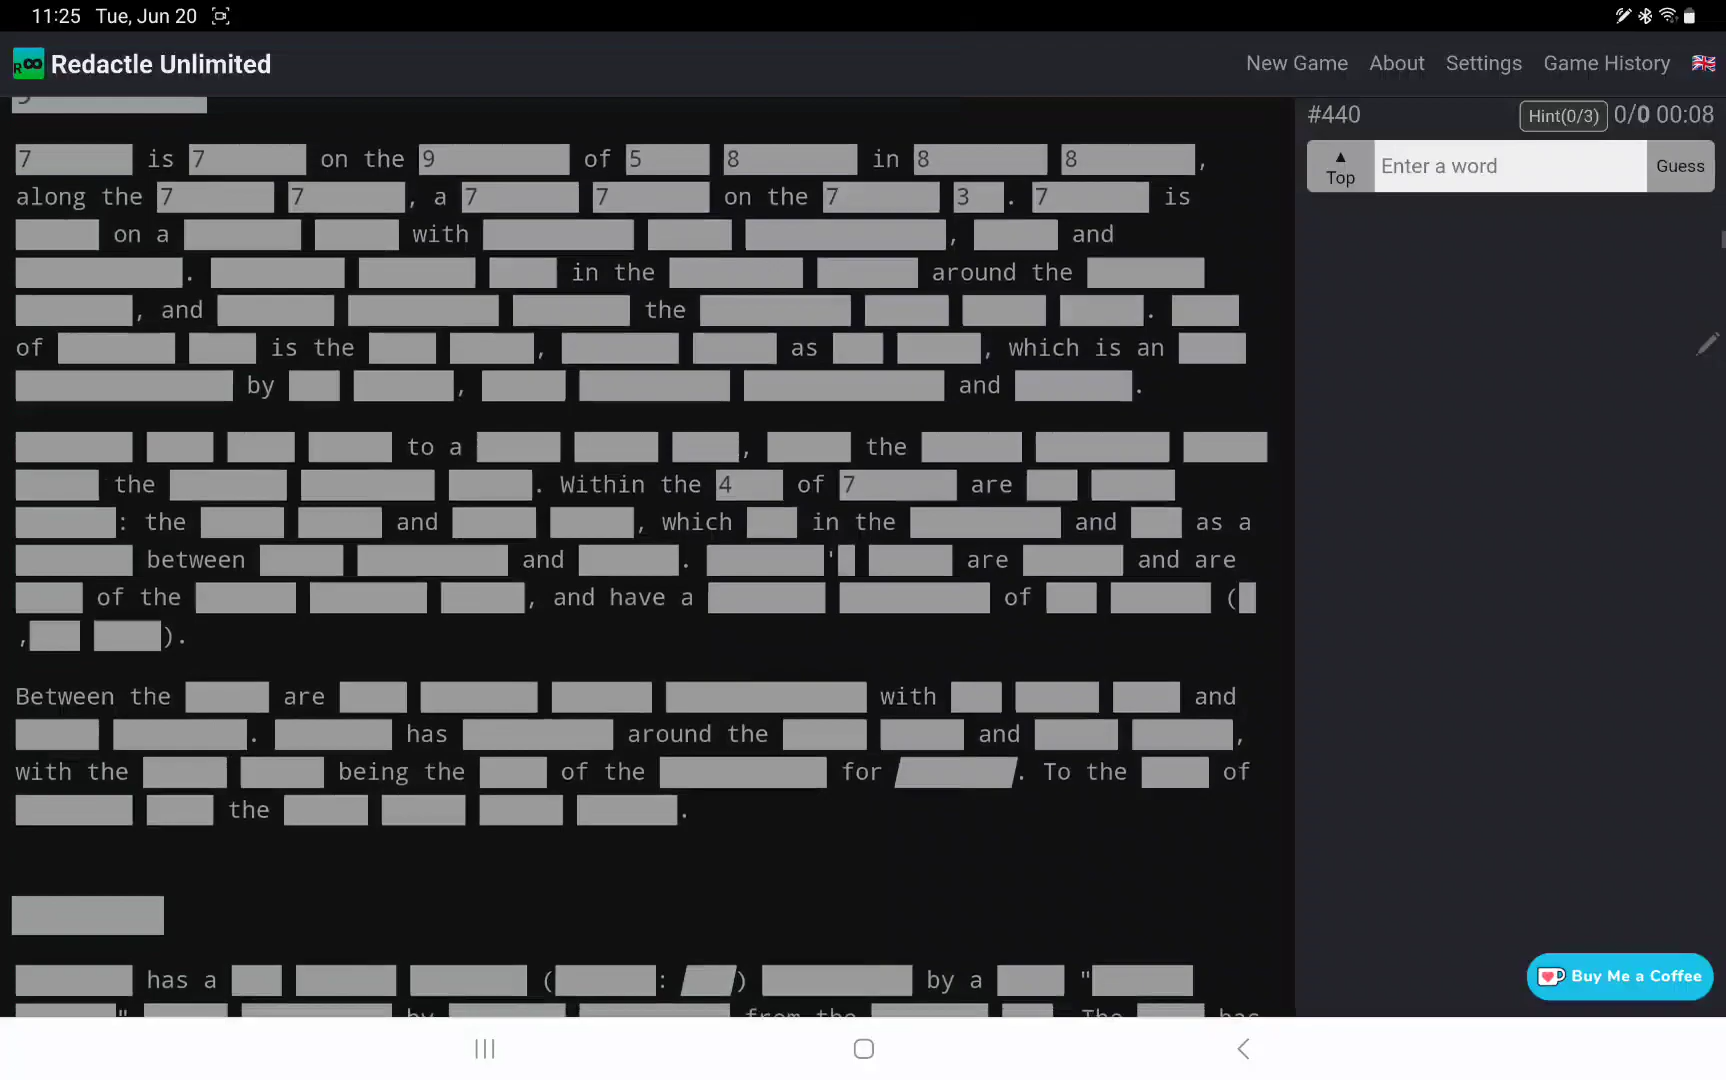 11:25 Tue, Jun 20
R∞ Redactle Unlimited
New Game About Settings Game History
#440 Hint(0/3) 0/0 00:08
▲ Top Enter a word Guess
7 is 7 on the 9 of 5 8 in 8 8,
along the 7 7, a 7 7 on the 7 3. 7 is
on a with , and
. in the around the
, and the .
of is the , as , which is an
by , and .
to a , the
the . Within the 4 of 7 are
: the and , which in the and as a
between and . ' are and are
of the , and have a of (
, ).
Between the are with and
. has around the and ,
with the being the of the for . To the of
the .
has a ( : ) by a "
" by from the . The has
Buy Me a Coffee